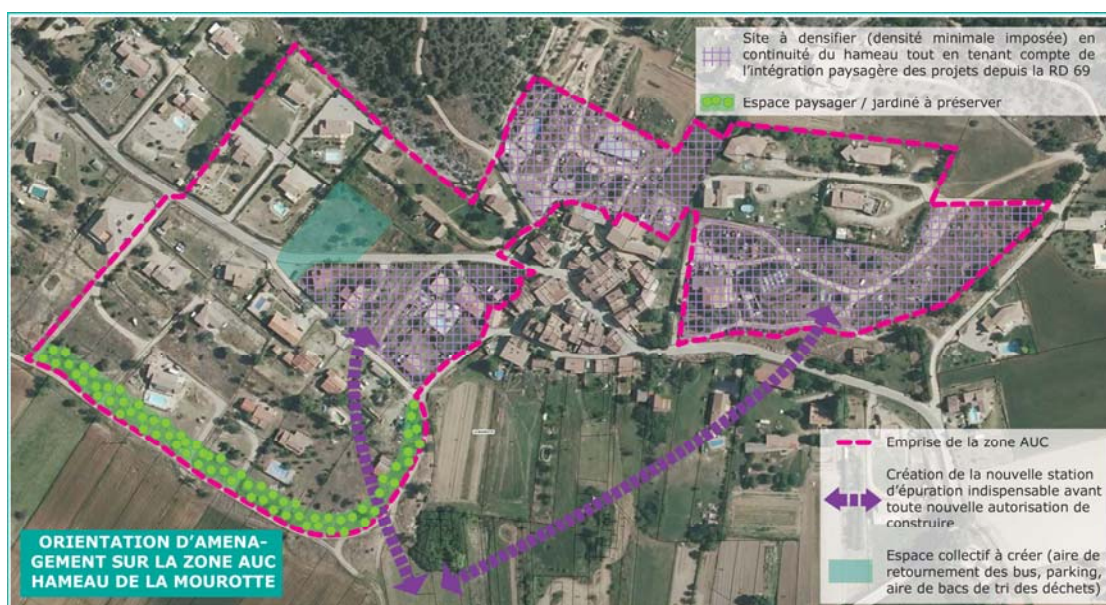 Site à densifier (densité minimale imposée) en
continuité du hameau tout en tenant compte de
l'intégration paysagère des projets depuis la RD 69
Espace paysager / jardiné à préserver
Emprise de la zone AUC
Création de la nouvelle station
d'épuration indispensable avant
toute nouvelle autorisation de
construire
Espace collectif à créer (aire de
retournement des bus, parking,
aire de bacs de tri des déchets)
ORIENTATION D'AMENA-
GEMENT SUR LA ZONE AUC
HAMEAU DE LA MOUROTTE